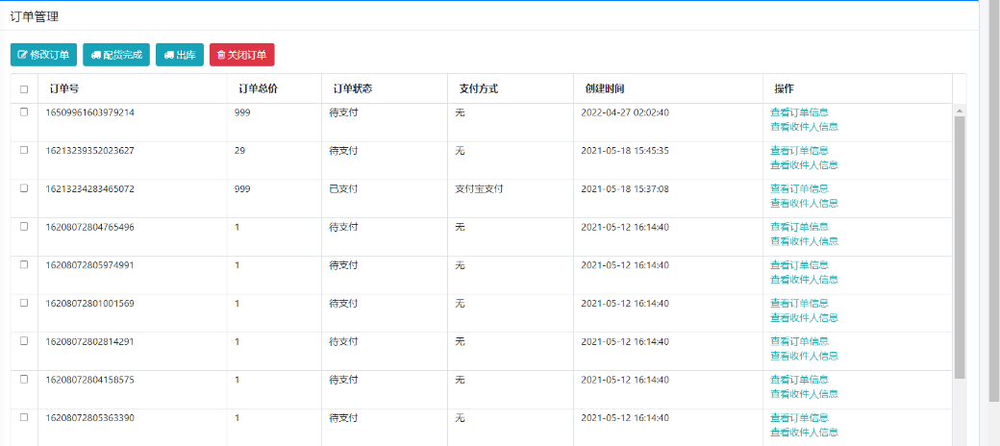 订单管理
修改订单 配货完成 出库 关闭订单
订单号 订单总价 订单状态 支付方式 创建时间 操作
16509961603979214 999 待支付 无 2022-04-27 02:02:40 查看订单信息
查看收件人信息
16213239352023627 29 待支付 无 2021-05-18 15:45:35 查看订单信息
查看收件人信息
16213234283465072 999 已支付 支付宝支付 2021-05-18 15:37:08 查看订单信息
查看收件人信息
16208072804765496 1 待支付 无 2021-05-12 16:14:40 查看订单信息
查看收件人信息
16208072805974991 1 待支付 无 2021-05-12 16:14:40 查看订单信息
查看收件人信息
16208072801001569 1 待支付 无 2021-05-12 16:14:40 查看订单信息
查看收件人信息
16208072802814291 1 待支付 无 2021-05-12 16:14:40 查看订单信息
查看收件人信息
16208072804158575 1 待支付 无 2021-05-12 16:14:40 查看订单信息
查看收件人信息
16208072805363390 1 待支付 无 2021-05-12 16:14:40 查看订单信息
查看收件人信息